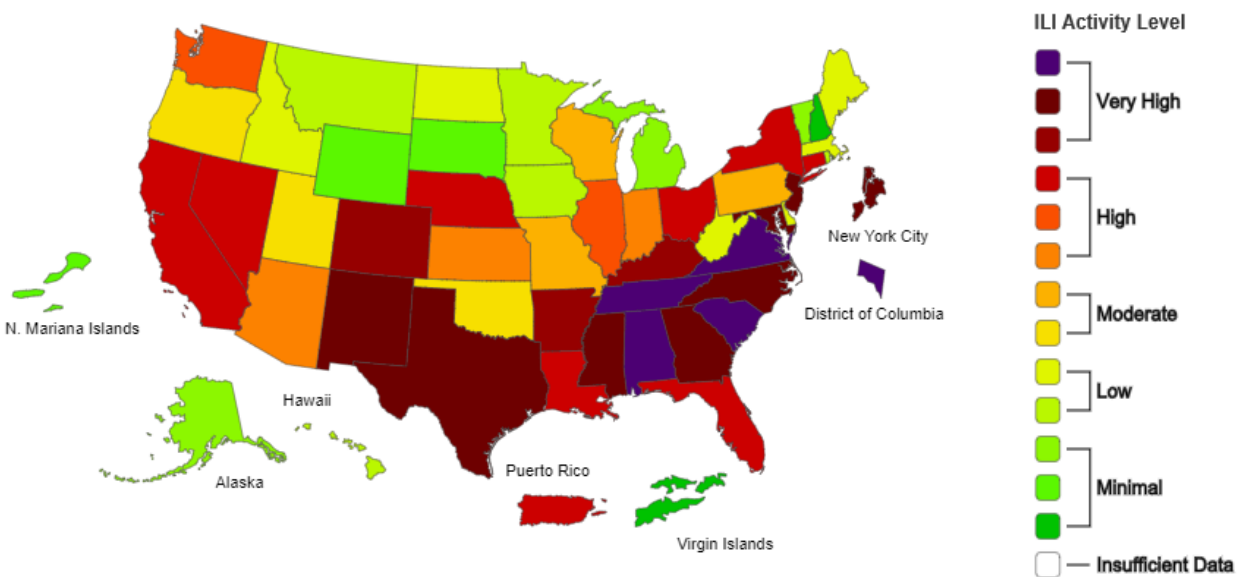 ILI Activity Level
Very High
High
New York City
District of Columbia
Moderate
N. Mariana Islands
Low
Hawaii
Alaska
Puerto Rico
Minimal
Virgin Islands
Insufficient Data